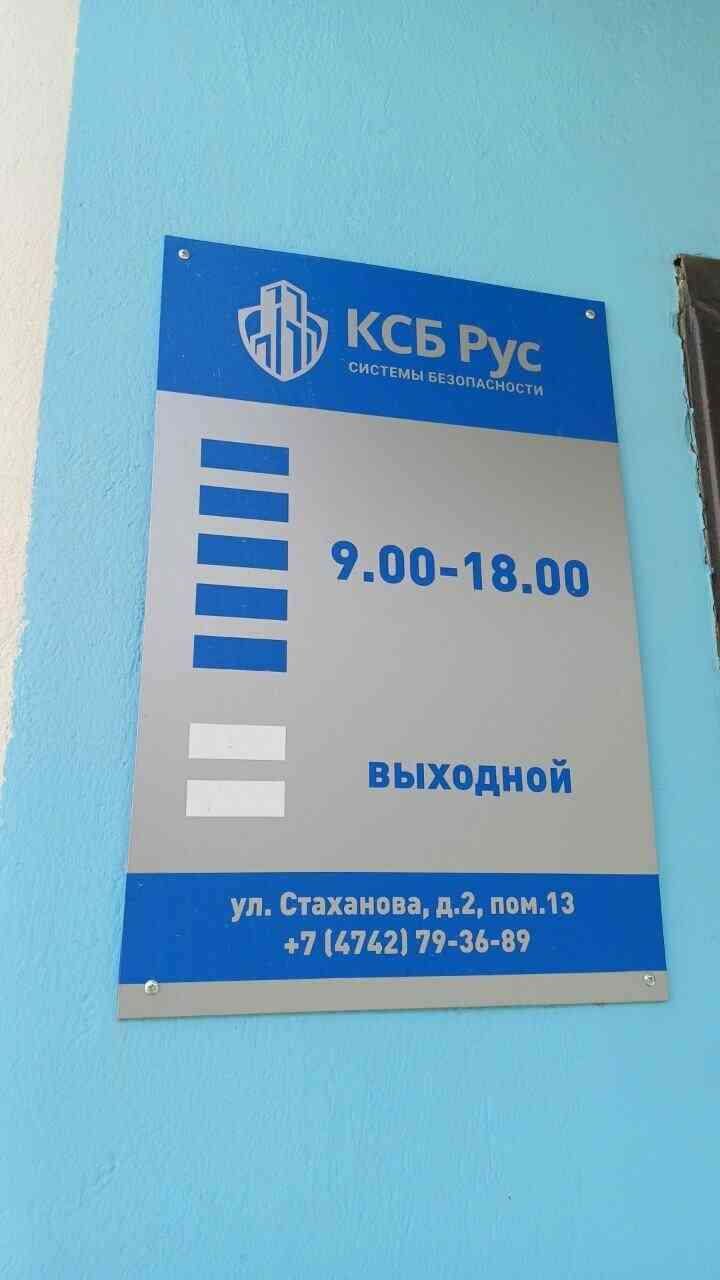 КСБ Рус
СИСТЕМЫ БЕЗОПАСНОСТИ
9.00-18.00
ВЫХОДНОЙ
ул. Стаханова, д.2, пом.13
+7 (4742) 79-36-89